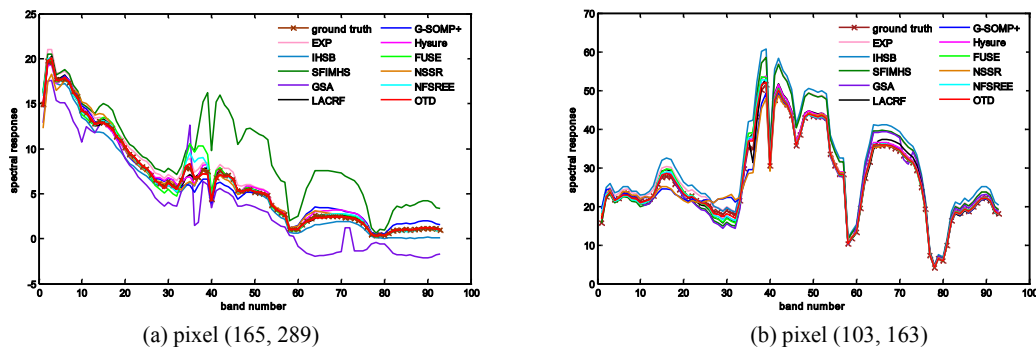 25
20
15
10
5
0
-5
0 10 20 30 40 50 60 70 80 90 100
spectral response
band number
ground truth
EXP
IHSB
SFIMHS
GSA
LACRF
G-SOMP+
Hysure
FUSE
NSSR
NFSREE
OTD
(a) pixel (165, 289)
70
60
50
40
30
20
10
0
0 10 20 30 40 50 60 70 80 90 100
spectral response
band number
ground truth
EXP
IHSB
SFIMHS
GSA
LACRF
G-SOMP+
Hysure
FUSE
NSSR
NFSREE
OTD
(b) pixel (103, 163)